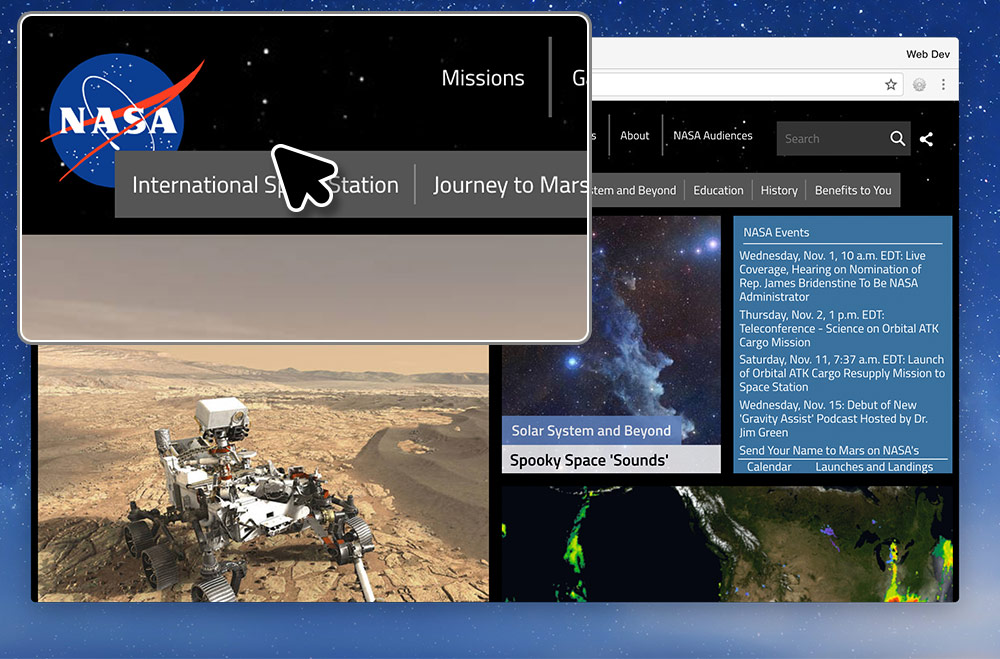 Web Dev
NASA
Missions
About
NASA Audiences
Search
International Station
Journey to Mars
and Beyond
Education
History
Benefits to You
NASA Events
Wednesday, Nov. 1, 10 a.m. EDT: Live
Coverage, Hearing on Nomination of
Rep. James Bridenstine To Be NASA
Administrator
Thursday, Nov. 2, 1 p.m. EDT:
Teleconference - Science on Orbital ATK
Cargo Mission
Saturday, Nov. 11, 7:37 a.m. EDT: Launch
of Orbital ATK Cargo Resupply Mission to
Space Station
Wednesday, Nov. 15: Debut of New
'Gravity Assist' Podcast Hosted by Dr.
Jim Green
Send Your Name to Mars on NASA's
Calendar Launches and Landings
Solar System and Beyond
Spooky Space 'Sounds'